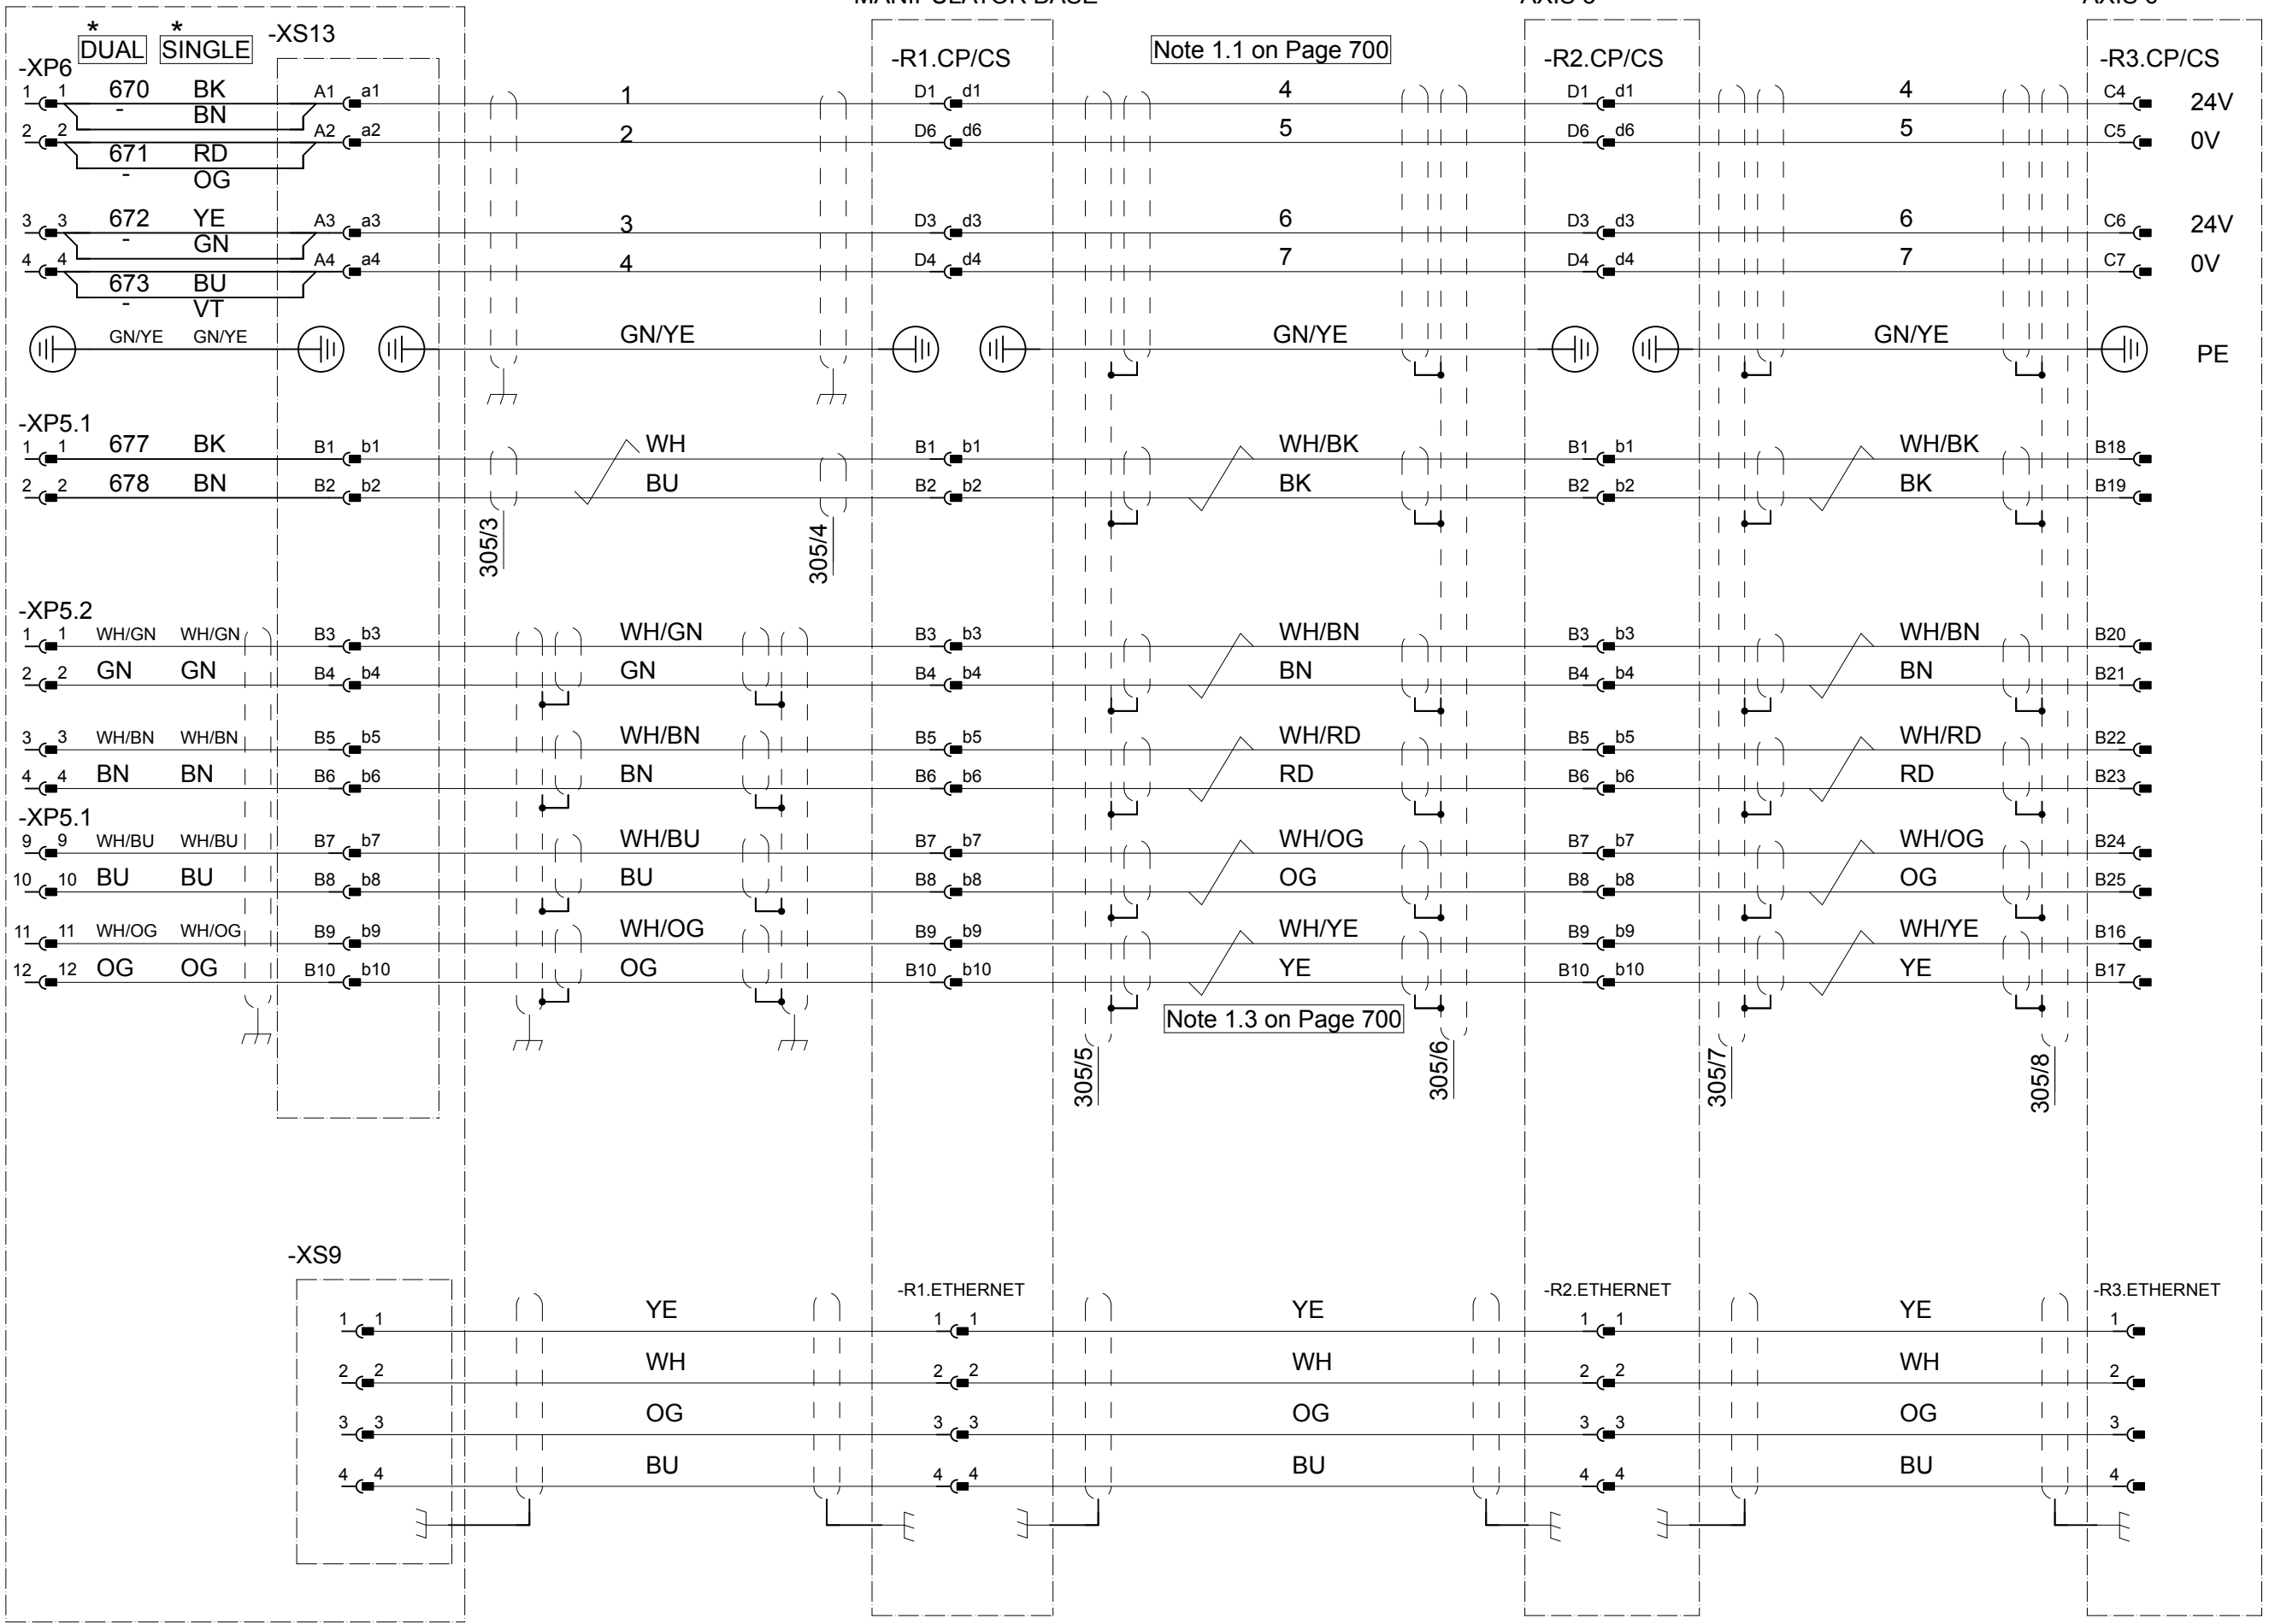 * * -XS13
DUAL SINGLE
-XP6 -R1.CP/CS Note 1.1 on Page 700 -R2.CP/CS -R3.CP/CS
1 1 670 BK A1 a1 1 D1 d1 4 D1 d1 4 C4 24V
- BN
2 2 A2 a2 2 D6 d6 5 D6 d6 5 C5 0V
671 RD
- OG
3 3 672 YE A3 a3 3 D3 d3 6 D3 d3 6 C6 24V
- GN
4 4 A4 a4 4 D4 d4 7 D4 d4 7 C7 0V
673 BU
- VT
GN/YE GN/YE GN/YE GN/YE GN/YE PE
-XP5.1
1 1 677 BK B1 b1 WH B1 b1 WH/BK B1 b1 WH/BK B18
2 2 678 BN B2 b2 BU B2 b2 BK B2 b2 BK B19
305/3 305/4
-XP5.2
1 1 WH/GN WH/GN B3 b3 WH/GN B3 b3 WH/BN B3 b3 WH/BN B20
2 2 GN GN B4 b4 GN B4 b4 BN B4 b4 BN B21
3 3 WH/BN WH/BN B5 b5 WH/BN B5 b5 WH/RD B5 b5 WH/RD B22
4 4 BN BN B6 b6 BN B6 b6 RD B6 b6 RD B23
-XP5.1
9 9 WH/BU WH/BU B7 b7 WH/BU B7 b7 WH/OG B7 b7 WH/OG B24
10 10 BU BU B8 b8 BU B8 b8 OG B8 b8 OG B25
11 11 WH/OG WH/OG B9 b9 WH/OG B9 b9 WH/YE B9 b9 WH/YE B16
12 12 OG OG B10 b10 OG B10 b10 YE B10 b10 YE B17
Note 1.3 on Page 700
305/5 305/6 305/7 305/8
-XS9
-R1.ETHERNET -R2.ETHERNET -R3.ETHERNET
1 1 YE 1 1 YE 1 1 YE 1
2 2 WH 2 2 WH 2 2 WH 2
3 3 OG 3 3 OG 3 3 OG 3
4 4 BU 4 4 BU 4 4 BU 4